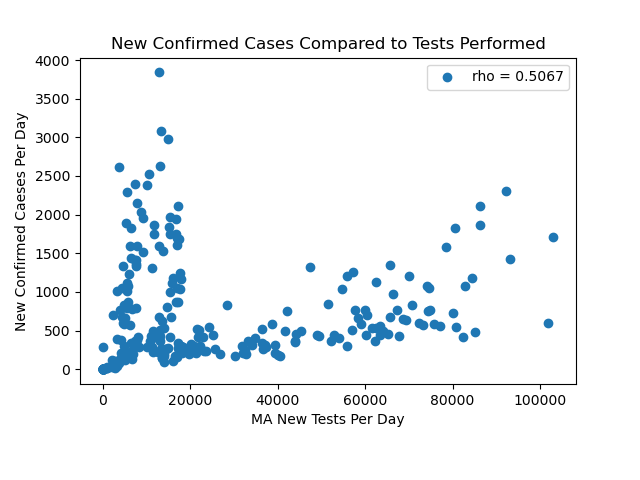 New Confirmed Cases Compared to Tests Performed
rho = 0.5067
New Confirmed Caeses Per Day
4000
3500
3000
2500
2000
1500
1000
500
0
0 20000 40000 60000 80000 100000
MA New Tests Per Day